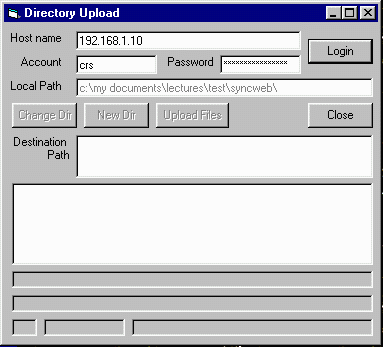 Directory Upload
Host name 192.168.1.10
Login
Account crs Password ****************
Local Path c:\my documents\lectures\test\syncweb\
Change Dir New Dir Upload Files Close
Destination
Path